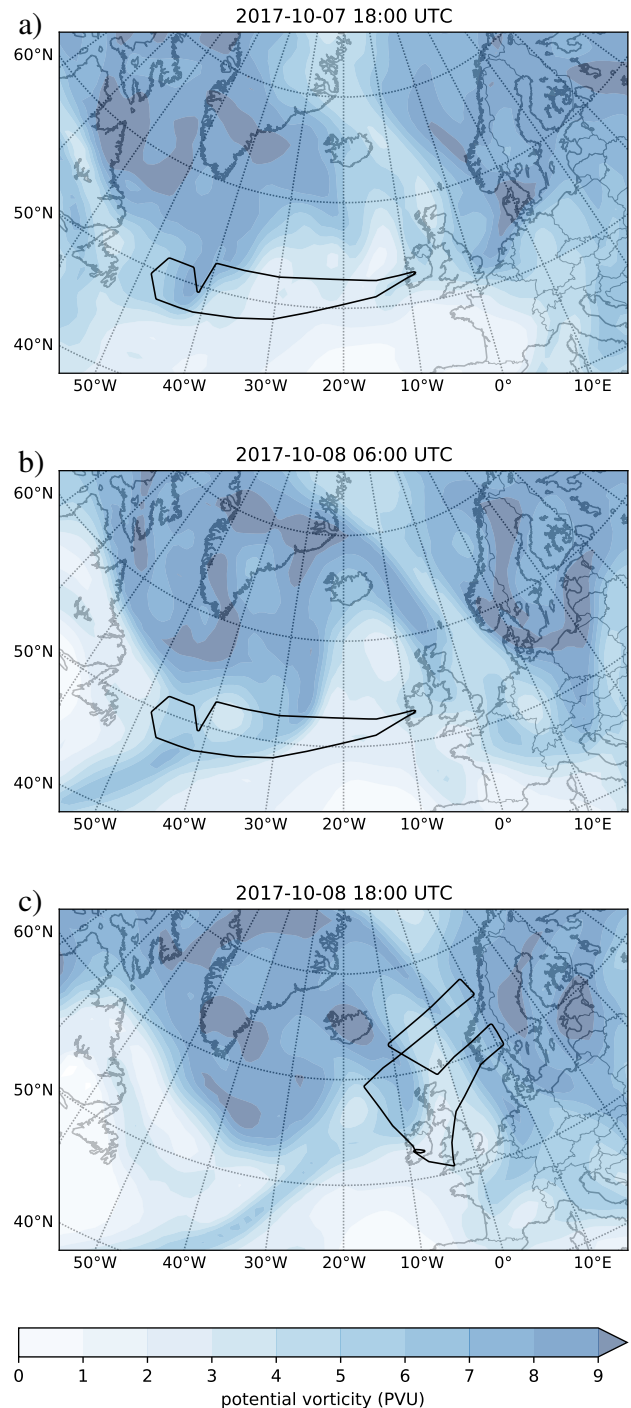 a)
2017-10-07 18:00 UTC
60°N
50°N
40°N
50°W 40°W 30°W 20°W 10°W 0° 10°E
b)
2017-10-08 06:00 UTC
60°N
50°N
40°N
50°W 40°W 30°W 20°W 10°W 0° 10°E
c)
2017-10-08 18:00 UTC
60°N
50°N
40°N
50°W 40°W 30°W 20°W 10°W 0° 10°E
0 1 2 3 4 5 6 7 8 9
potential vorticity (PVU)